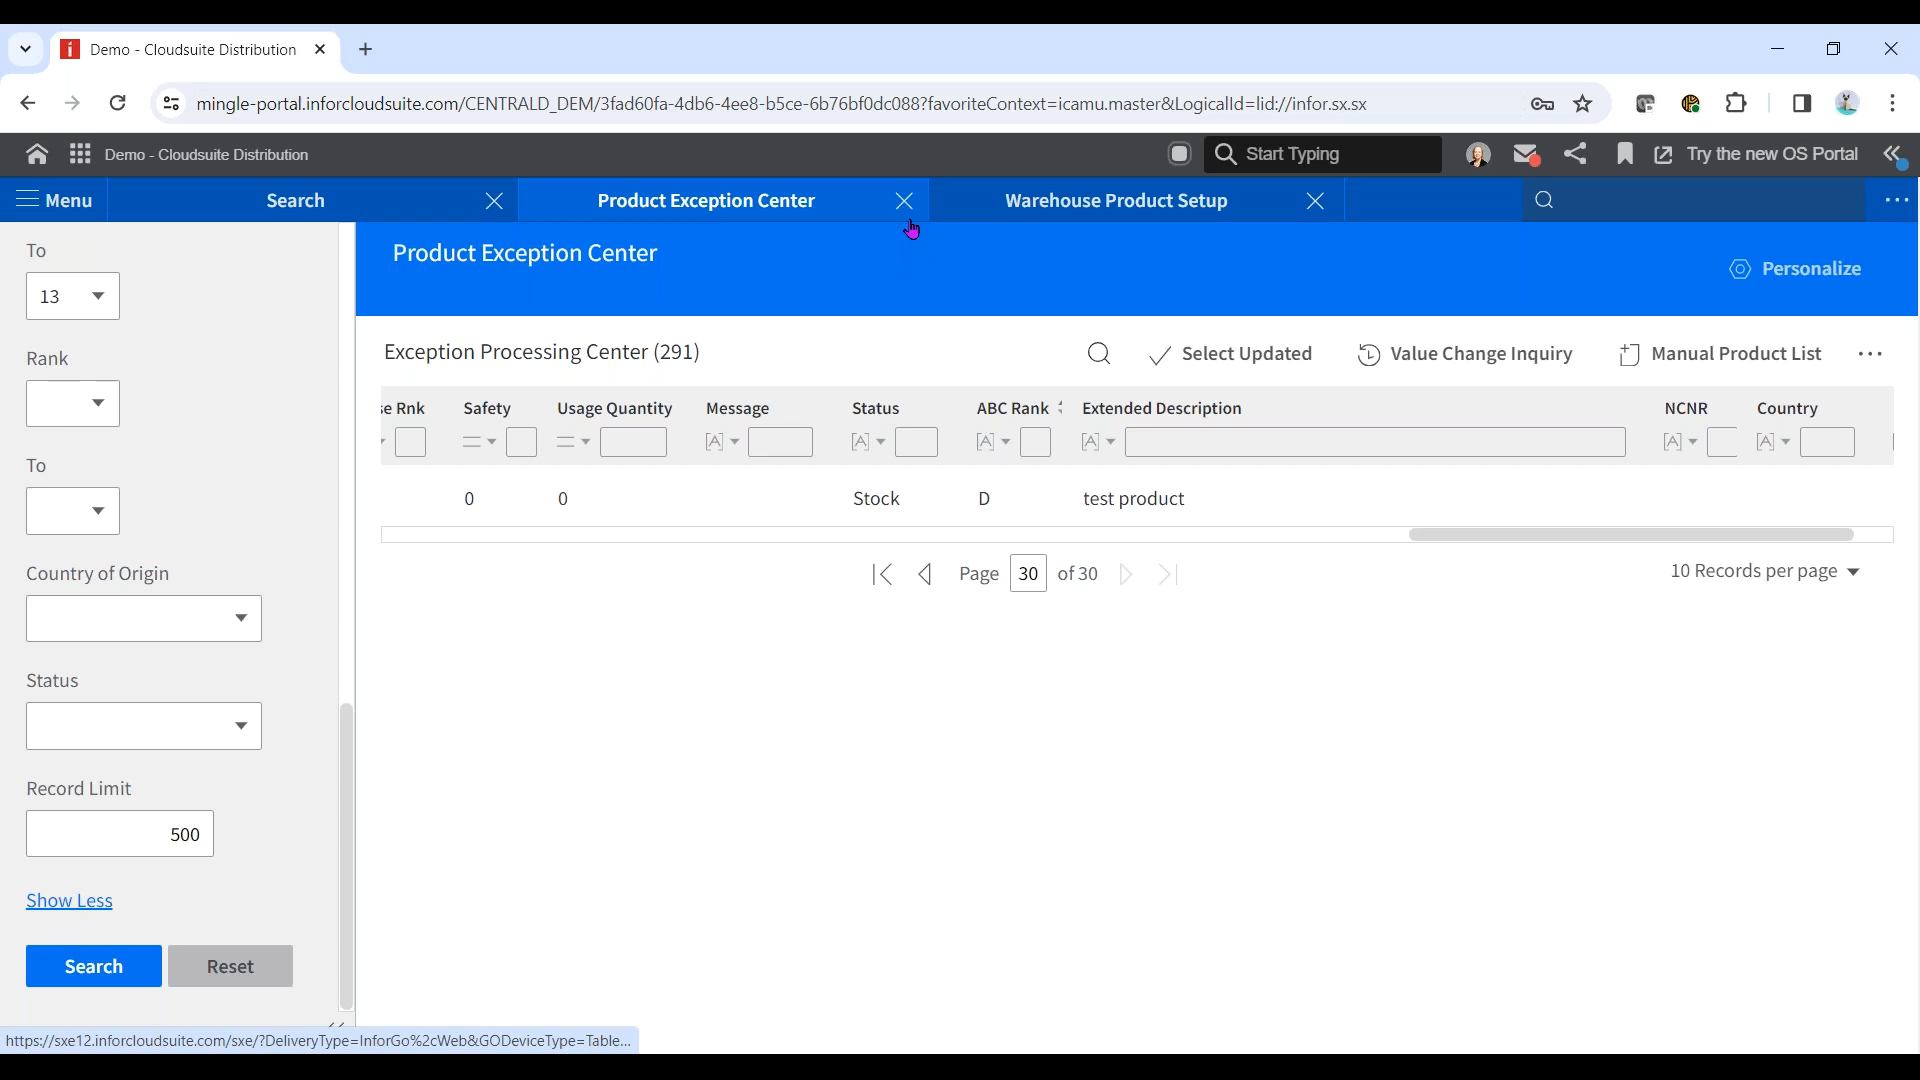 Demo - Cloudsuite Distribution
mingle-portal.inforcloudsuite.com/CENTRALD_DEM/3fad60fa-4db6-4ee8-b5ce-6b76bf0dc088?favoriteContext=icamu.master&LogicalId=lid://infor.sx.sx
Demo - Cloudsuite Distribution
Start Typing
Try the new OS Portal
Menu
Search
Product Exception Center
Warehouse Product Setup
To
13
Rank
To
Country of Origin
Status
Record Limit
500
Show Less
Search
Reset
Product Exception Center
Personalize
Exception Processing Center (291)
Select Updated
Value Change Inquiry
Manual Product List
se Rnk Safety Usage Quantity Message Status ABC Rank Extended Description NCNR Country
0 0 Stock D test product
Page 30 of 30
10 Records per page
https://sxe12.inforcloudsuite.com/sxe/?DeliveryType=InforGo%2cWeb&GODeviceType=Table...